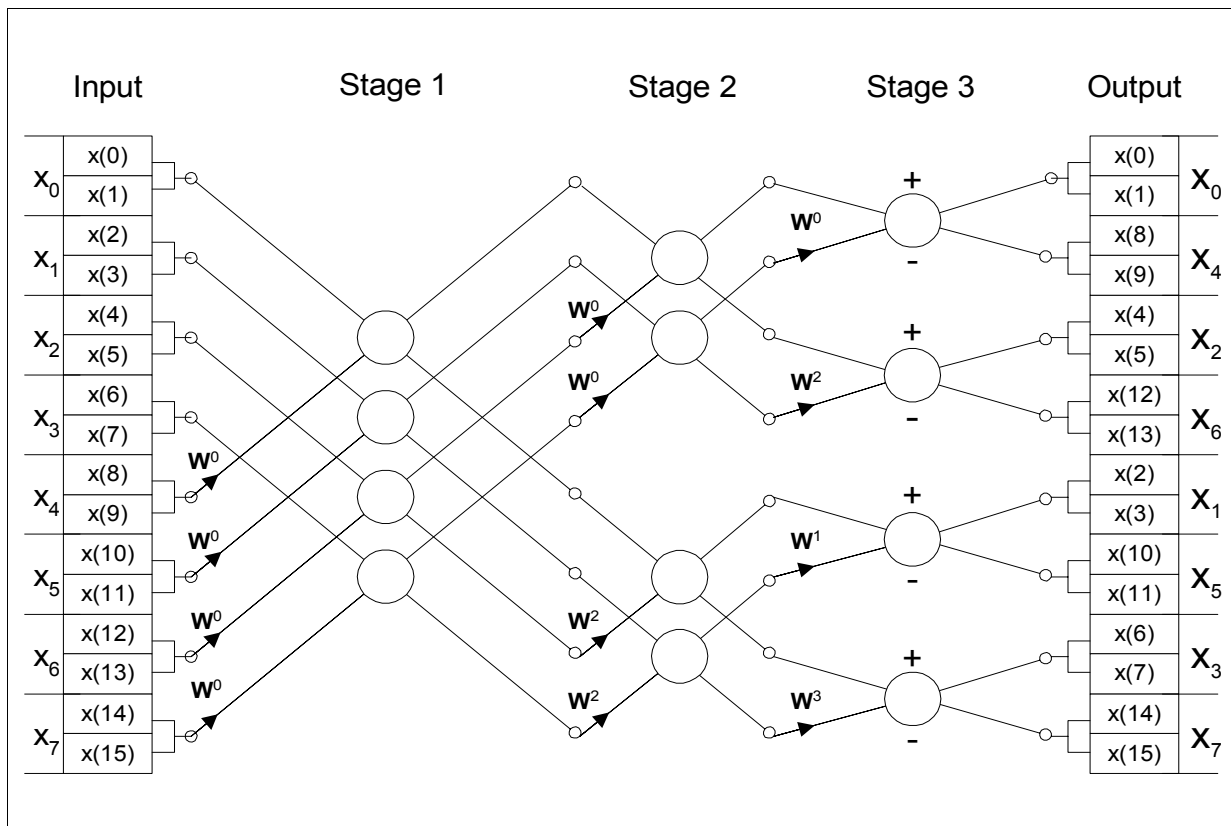 Input Stage 1 Stage 2 Stage 3 Output
x(0) + x(0)
X0 X0
x(1) W0 x(1)
x(2) x(8)
X1 - X4
x(3) x(9)
x(4) W0 + x(4)
X2 X2
x(5) W0 W2 x(5)
x(6) x(12)
X3 - X6
x(7) x(13)
W0
x(8) + x(2)
X4 X1
x(9) x(3)
W0 W1
x(10) x(10)
X5 - X5
x(11) x(11)
W0 W2
x(12) + x(6)
X6 X3
x(13) x(7)
W0 W2 W3
x(14) x(14)
X7 - X7
x(15) x(15)